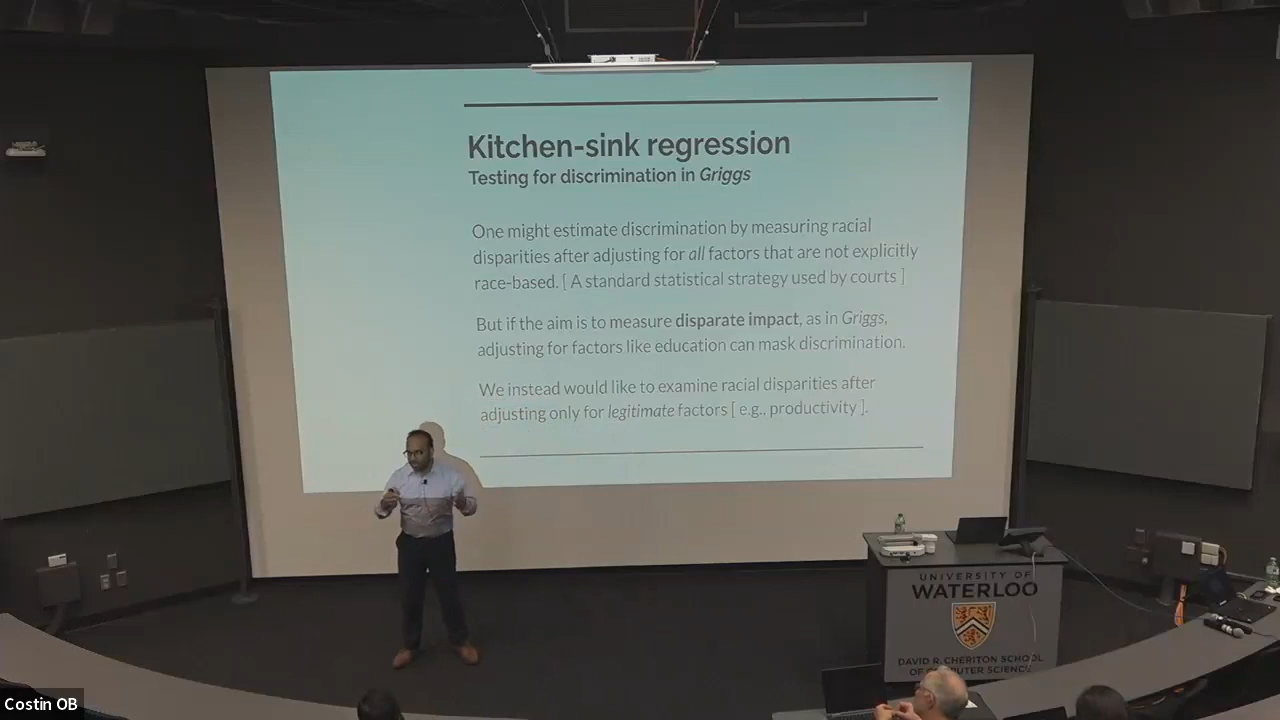 Kitchen-sink regression
Testing for discrimination in Griggs
One might estimate discrimination by measuring racial
disparities after adjusting for all factors that are not explicitly
race-based. [ A standard statistical strategy used by courts ]
But if the aim is to measure disparate impact, as in Griggs,
adjusting for factors like education can mask discrimination.
We instead would like to examine racial disparities after
adjusting only for legitimate factors [ e.g., productivity ].
UNIVERSITY OF
WATERLOO
DAVID R. CHERITON SCHOOL
OF COMPUTER SCIENCE
Costin OB